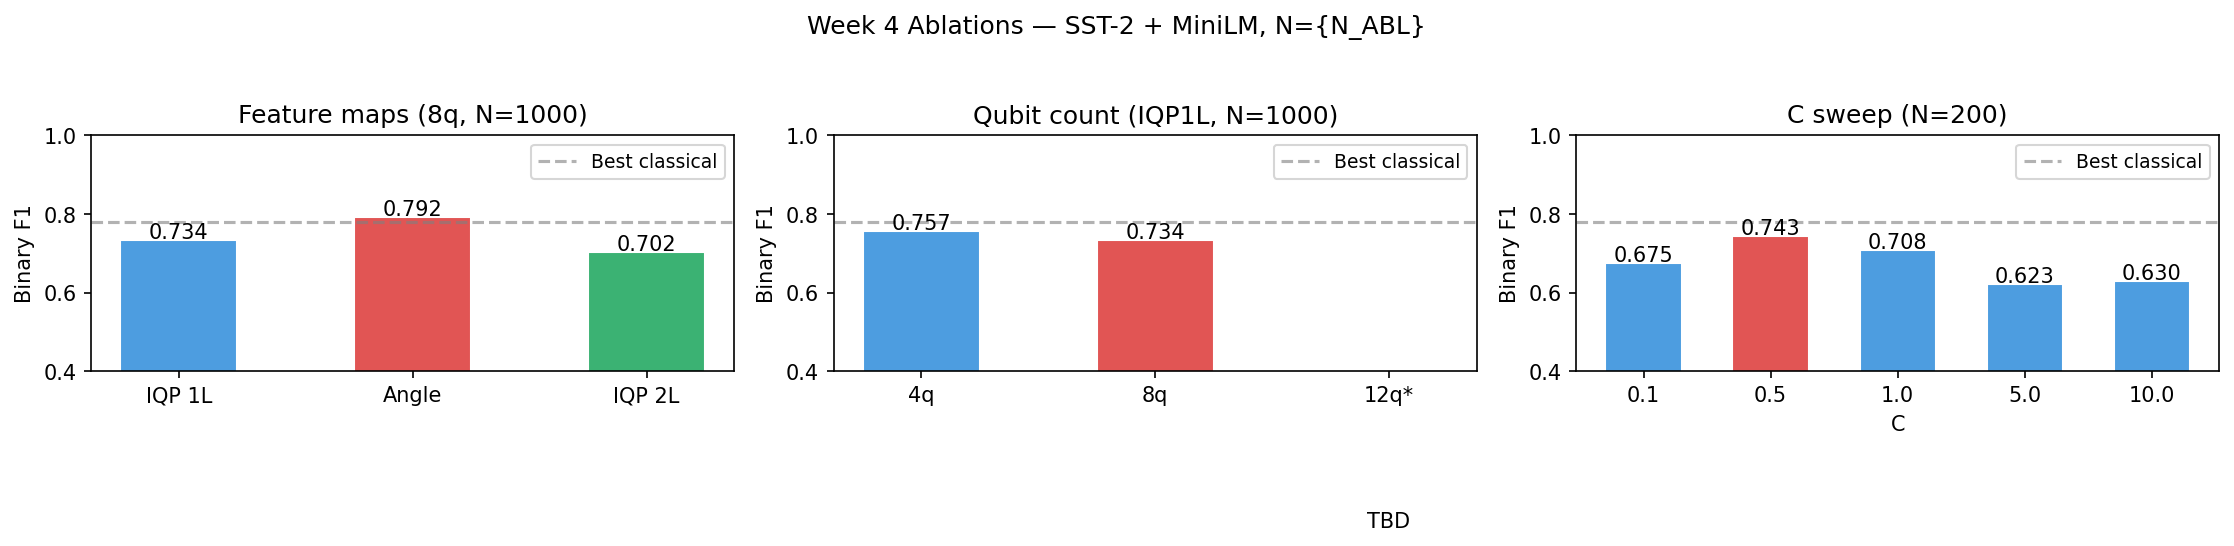 Week 4 Ablations — SST-2 + MiniLM, N={N_ABL}
Feature maps (8q, N=1000)
Binary F1
1.0
0.8
0.6
0.4
Best classical
0.734
0.792
0.702
IQP 1L
Angle
IQP 2L
Qubit count (IQP1L, N=1000)
Binary F1
1.0
0.8
0.6
0.4
Best classical
0.757
0.734
4q
8q
12q*
TBD
C sweep (N=200)
Binary F1
1.0
0.8
0.6
0.4
Best classical
0.675
0.743
0.708
0.623
0.630
0.1
0.5
1.0
5.0
10.0
C